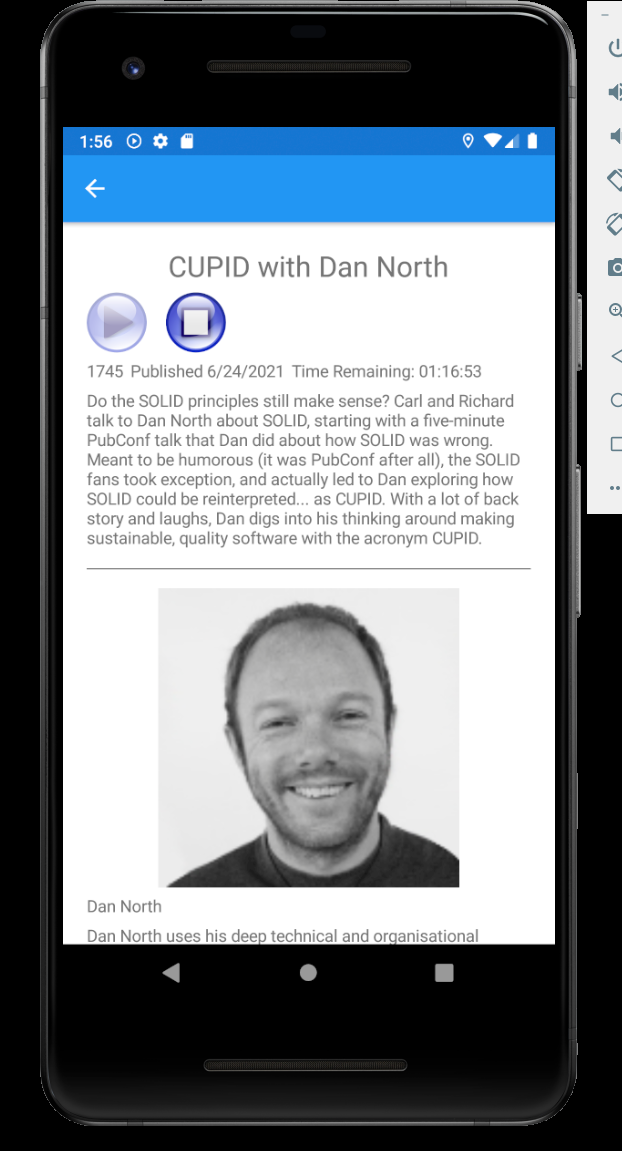 1:56
CUPID with Dan North
1745 Published 6/24/2021 Time Remaining: 01:16:53
Do the SOLID principles still make sense? Carl and Richard
talk to Dan North about SOLID, starting with a five-minute
PubConf talk that Dan did about how SOLID was wrong.
Meant to be humorous (it was PubConf after all), the SOLID
fans took exception, and actually led to Dan exploring how
SOLID could be reinterpreted... as CUPID. With a lot of back
story and laughs, Dan digs into his thinking around making
sustainable, quality software with the acronym CUPID.
Dan North
Dan North uses his deep technical and organisational